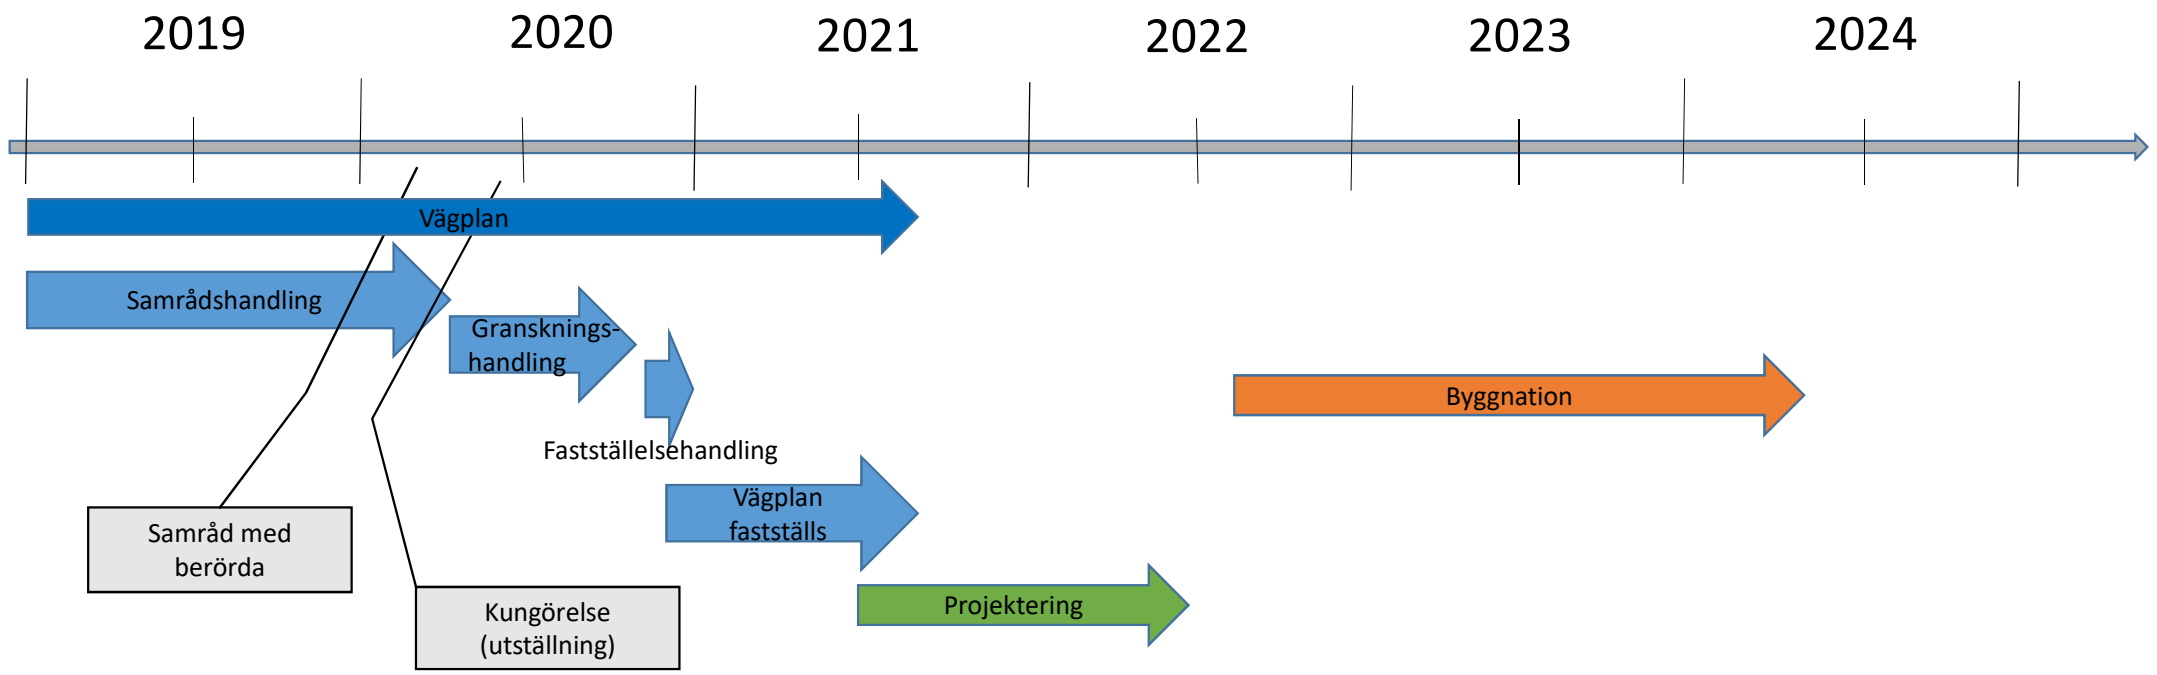 2019
2020
2021
2022
2023
2024
Vägplan
Samrådshandling
Gransknings-
handling
Fastställelsehandling
Byggnation
Vägplan
fastställs
Samråd med
berörda
Projektering
Kungörelse
(utställning)